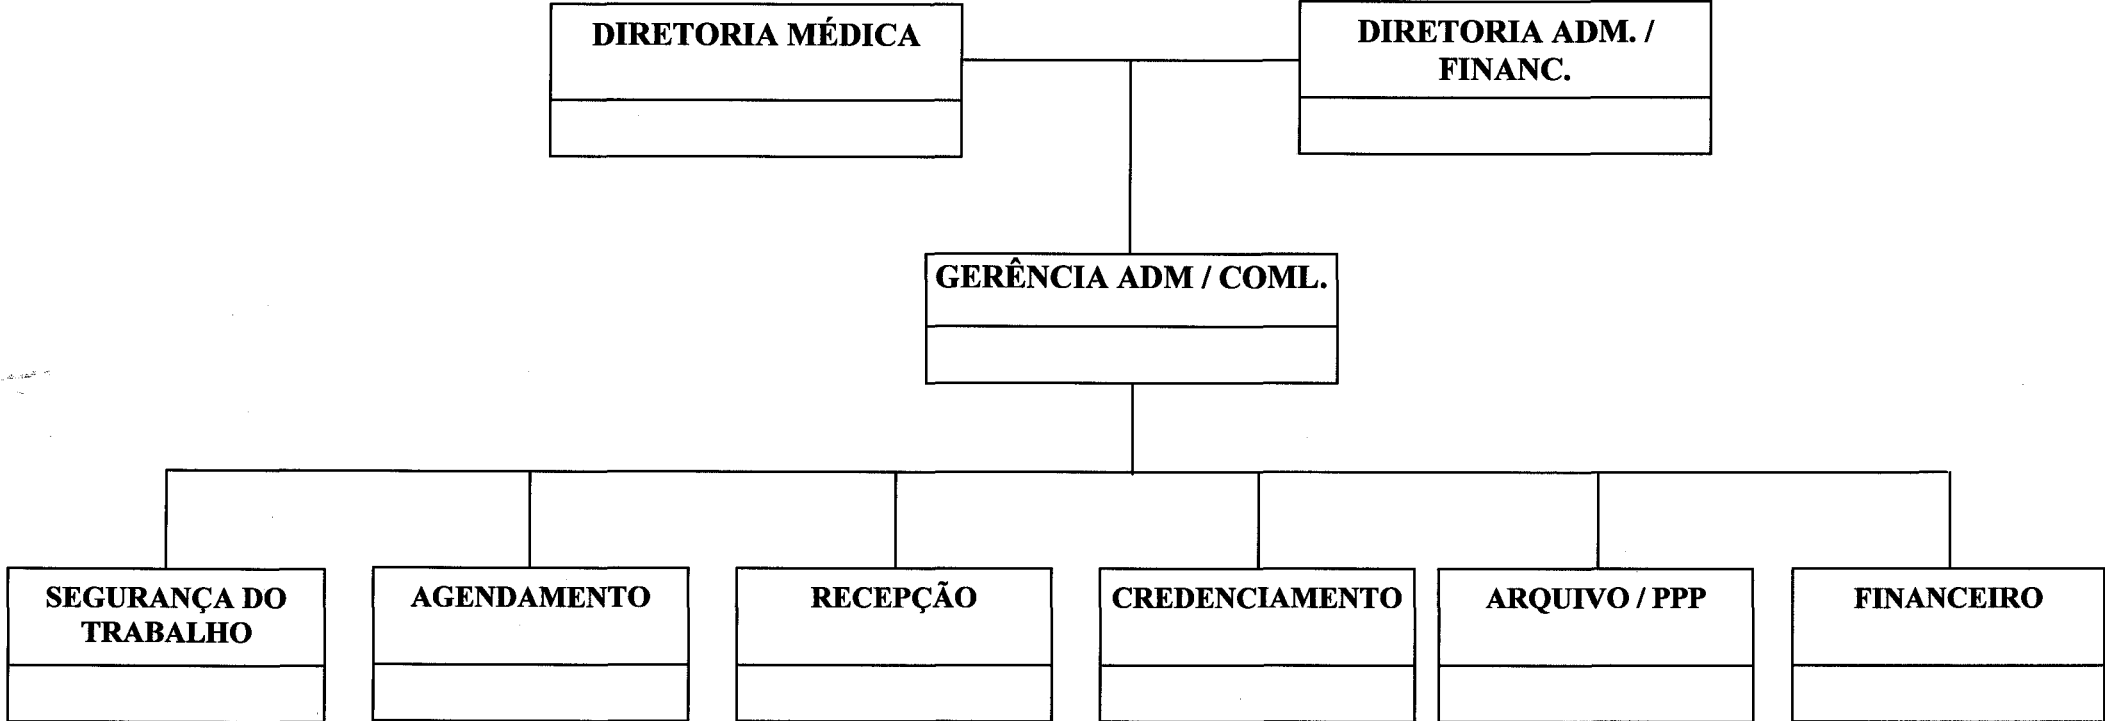 DIRETORIA MÉDICA
DIRETORIA ADM. /
FINANC.
GERÊNCIA ADM / COML.
SEGURANÇA DO
TRABALHO
AGENDAMENTO
RECEPÇÃO
CREDENCIAMENTO
ARQUIVO / PPP
FINANCEIRO